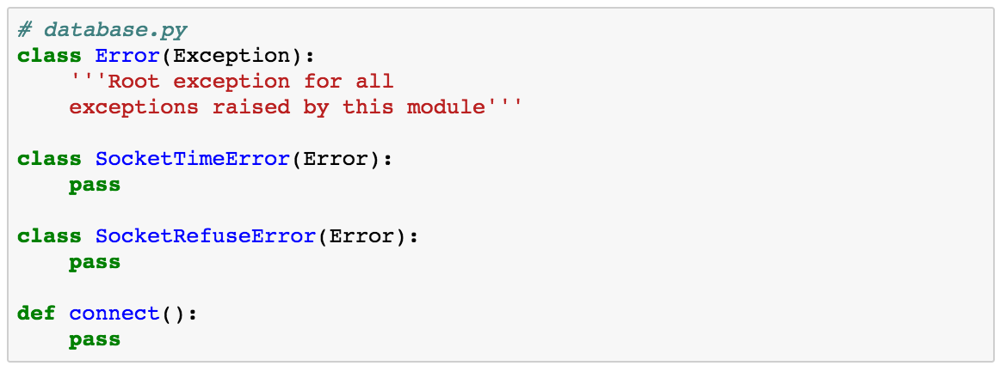 # database.py
class Error(Exception):
    '''Root exception for all
    exceptions raised by this module'''

class SocketTimeError(Error):
    pass

class SocketRefuseError(Error):
    pass

def connect():
    pass